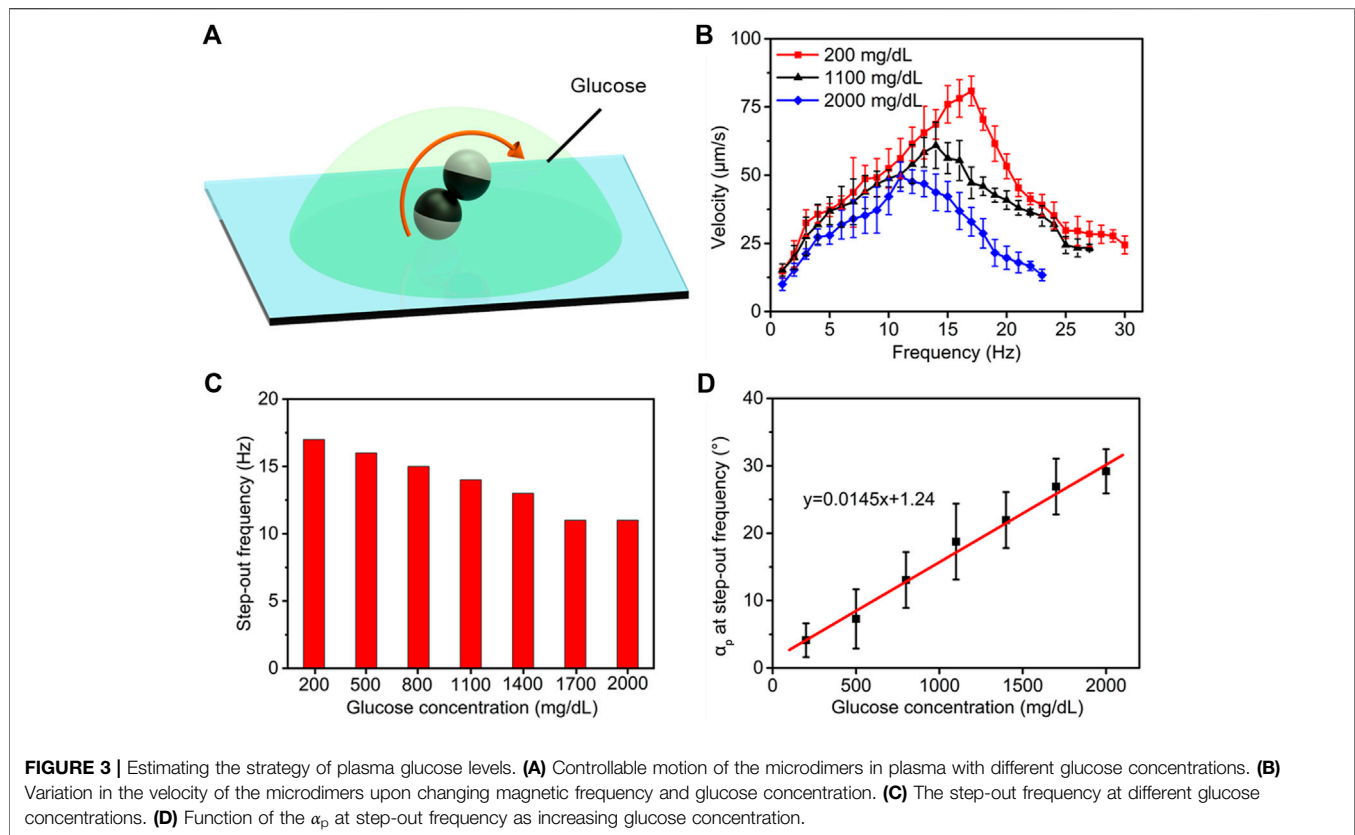 A
Glucose
B
100
75
50
25
0
Velocity (μm/s)
200 mg/dL
1100 mg/dL
2000 mg/dL
0 5 10 15 20 25 30
Frequency (Hz)
C
20
15
10
5
0
Step-out frequency (Hz)
200 500 800 1100 1400 1700 2000
Glucose concentration (mg/dL)
D
40
30
20
10
0
αp at step-out frequency (°)
y=0.0145x+1.24
0 500 1000 1500 2000
Glucose concentration (mg/dL)
FIGURE 3 | Estimating the strategy of plasma glucose levels. (A) Controllable motion of the microdimers in plasma with different glucose concentrations. (B)
Variation in the velocity of the microdimers upon changing magnetic frequency and glucose concentration. (C) The step-out frequency at different glucose
concentrations. (D) Function of the αp at step-out frequency as increasing glucose concentration.